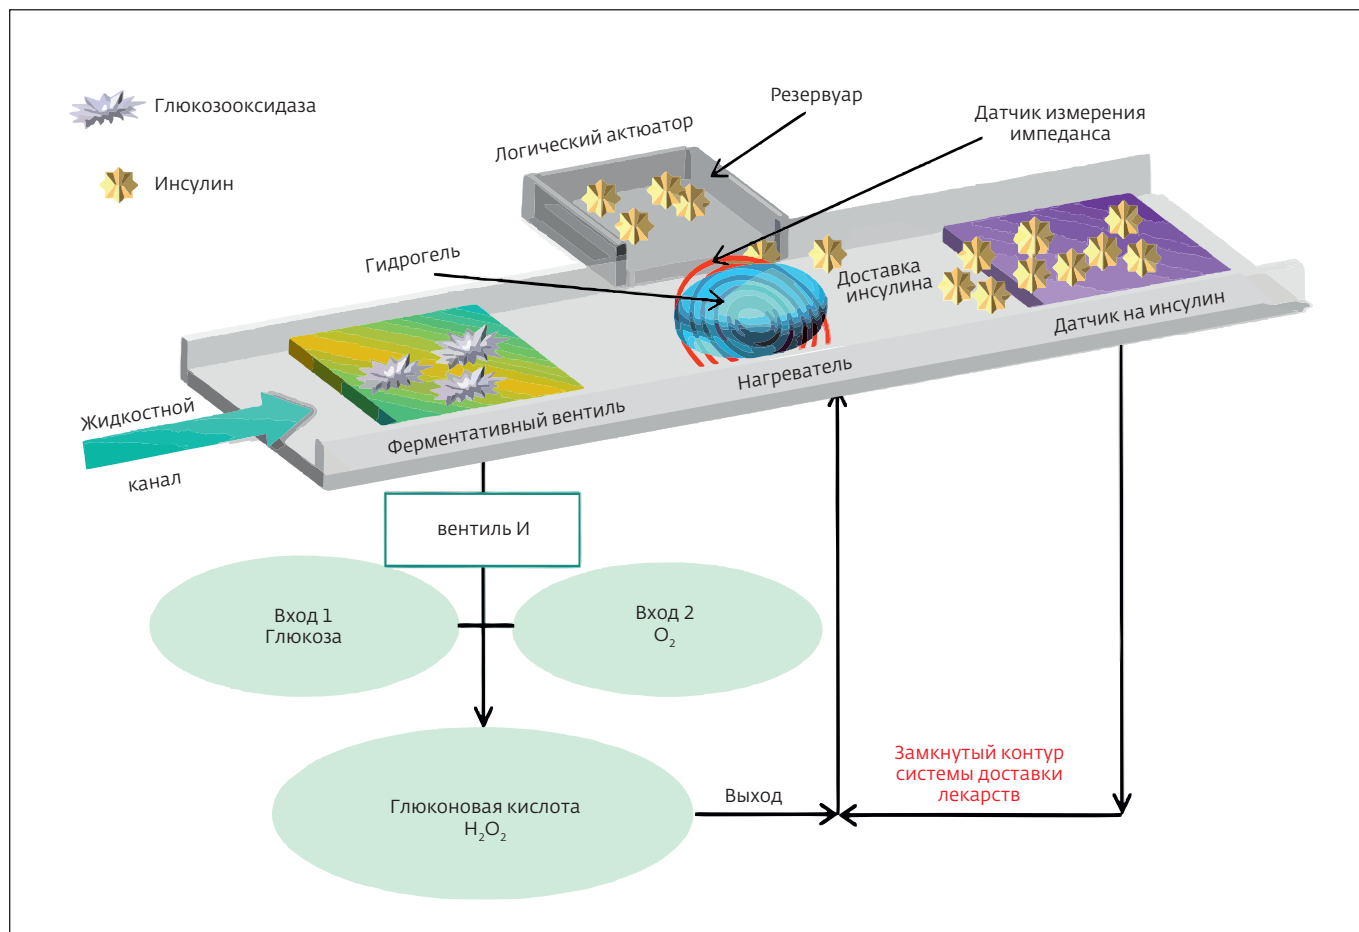 Глюкозооксидаза
Инсулин
Логический актюатор
Резервуар
Датчик измерения
импеданса
Гидрогель
Доставка
инсулина
Датчик на инсулин
Нагреватель
Ферментативный вентиль
Жидкостной
канал
вентиль И
Вход 1
Глюкоза
Вход 2
O₂
Глюконовая кислота
H₂O₂
Выход
Замкнутый контур
системы доставки
лекарств